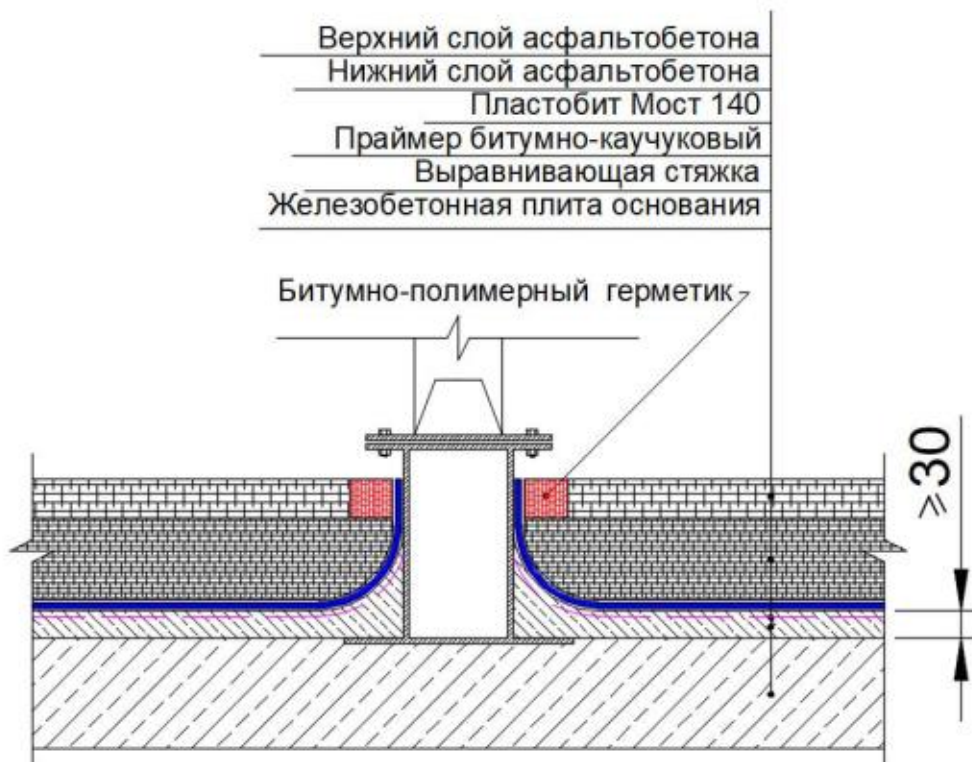 Верхний слой асфальтобетона
Нижний слой асфальтобетона
Пластобит Мост 140
Праймер битумно-каучуковый
Выравнивающая стяжка
Железобетонная плита основания
Битумно-полимерный герметик
⩾30